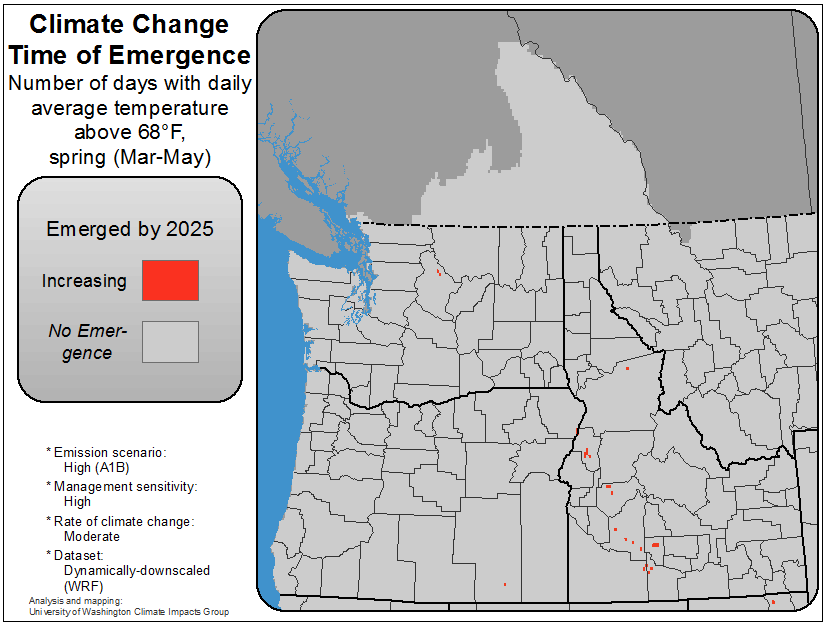 Climate Change
Time of Emergence
Number of days with daily
average temperature
above 68°F,
spring (Mar-May)
Emerged by 2025
Increasing
No Emer-
gence
* Emission scenario:
High (A1B)
* Management sensitivity:
High
* Rate of climate change:
Moderate
* Dataset:
Dynamically-downscaled
(WRF)
Analysis and mapping:
University of Washington Climate Impacts Group